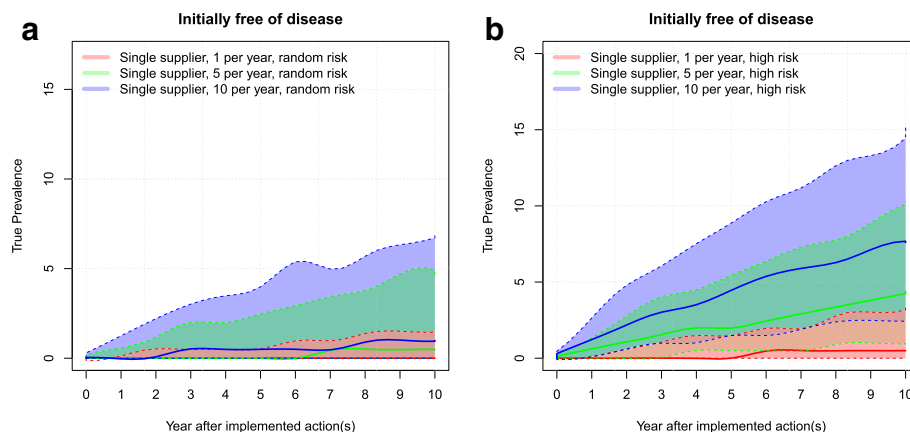 a
Initially free of disease
Single supplier, 1 per year, random risk
Single supplier, 5 per year, random risk
Single supplier, 10 per year, random risk
True Prevalence
15
10
5
0
0 1 2 3 4 5 6 7 8 9 10
Year after implemented action(s)
b
Initially free of disease
Single supplier, 1 per year, high risk
Single supplier, 5 per year, high risk
Single supplier, 10 per year, high risk
True Prevalence
20
15
10
5
0
0 1 2 3 4 5 6 7 8 9 10
Year after implemented action(s)